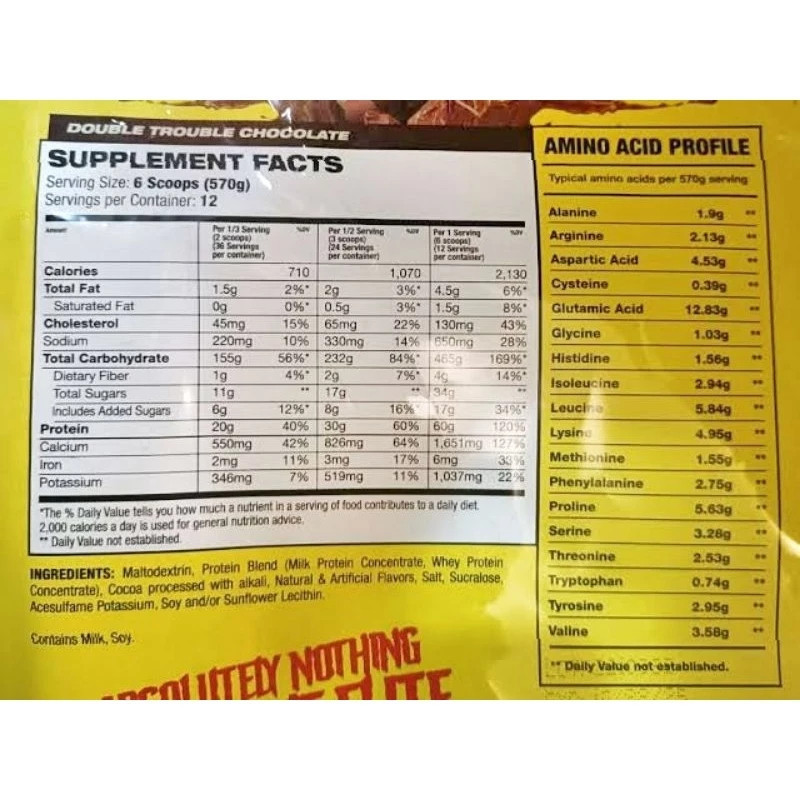 DOUBLE TROUBLE CHOCOLATE
SUPPLEMENT FACTS
Serving Size: 6 Scoops (570g)
Servings per Container: 12
Amount Per 1/3 Serving (2 scoops) (36 Servings per container) %DV Per 1/2 Serving (3 scoops) (24 Servings per container) %DV Per 1 Serving (6 scoops) (12 Servings per container) %DV
Calories 710 1,070 2,130
Total Fat 1.5g 2%* 2g 3%* 4.5g 6%*
Saturated Fat 0g 0%* 0.5g 3%* 1.5g 8%*
Cholesterol 45mg 15% 65mg 22% 130mg 43%
Sodium 220mg 10% 330mg 14% 650mg 28%
Total Carbohydrate 155g 56%* 232g 84%* 465g 169%*
Dietary Fiber 1g 4%* 2g 7%* 4g 14%*
Total Sugars 11g ** 17g ** 34g **
Includes Added Sugars 6g 12%* 8g 16%* 17g 34%*
Protein 20g 40% 30g 60% 60g 120%
Calcium 550mg 42% 826mg 64% 1,651mg 127%
Iron 2mg 11% 3mg 17% 6mg 33%
Potassium 346mg 7% 519mg 11% 1,037mg 22%
*The % Daily Value tells you how much a nutrient in a serving of food contributes to a daily diet.
2,000 calories a day is used for general nutrition advice.
** Daily Value not established.
INGREDIENTS: Maltodextrin, Protein Blend (Milk Protein Concentrate, Whey Protein
Concentrate), Cocoa processed with alkali, Natural & Artificial Flavors, Salt, Sucralose,
Acesulfame Potassium, Soy and/or Sunflower Lecithin.
Contains Milk, Soy.
ABSOLUTELY NOTHING
ELITE
AMINO ACID PROFILE
Typical amino acids per 570g serving
Alanine 1.9g **
Arginine 2.13g **
Aspartic Acid 4.53g **
Cysteine 0.39g **
Glutamic Acid 12.83g **
Glycine 1.03g **
Histidine 1.56g **
Isoleucine 2.94g **
Leucine 5.84g **
Lysine 4.95g **
Methionine 1.55g **
Phenylalanine 2.75g **
Proline 5.63g **
Serine 3.28g **
Threonine 2.53g **
Tryptophan 0.74g **
Tyrosine 2.95g **
Valine 3.58g **
** Daily Value not established.